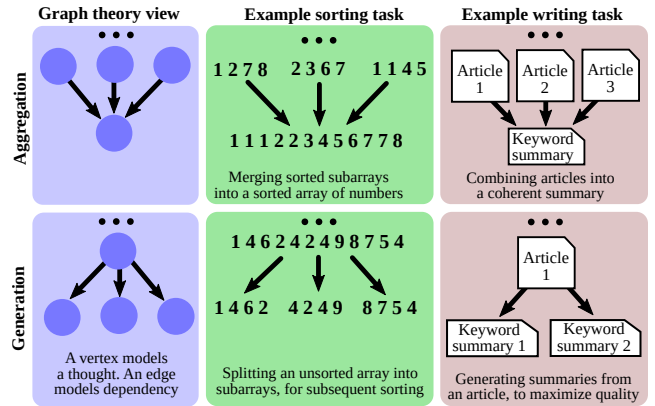 Graph theory view
Example sorting task
Example writing task
Aggregation
1 2 7 8
2 3 6 7
1 1 4 5
1 1 1 2 2 3 4 5 6 7 7 8
Merging sorted subarrays
into a sorted array of numbers
Article
1
Article
2
Article
3
Keyword
summary
Combining articles into
a coherent summary
Generation
A vertex models
a thought. An edge
models dependency
1 4 6 2 4 2 4 9 8 7 5 4
1 4 6 2
4 2 4 9
8 7 5 4
Splitting an unsorted array into
subarrays, for subsequent sorting
Article
1
Keyword
summary 1
Keyword
summary 2
Generating summaries from
an article, to maximize quality